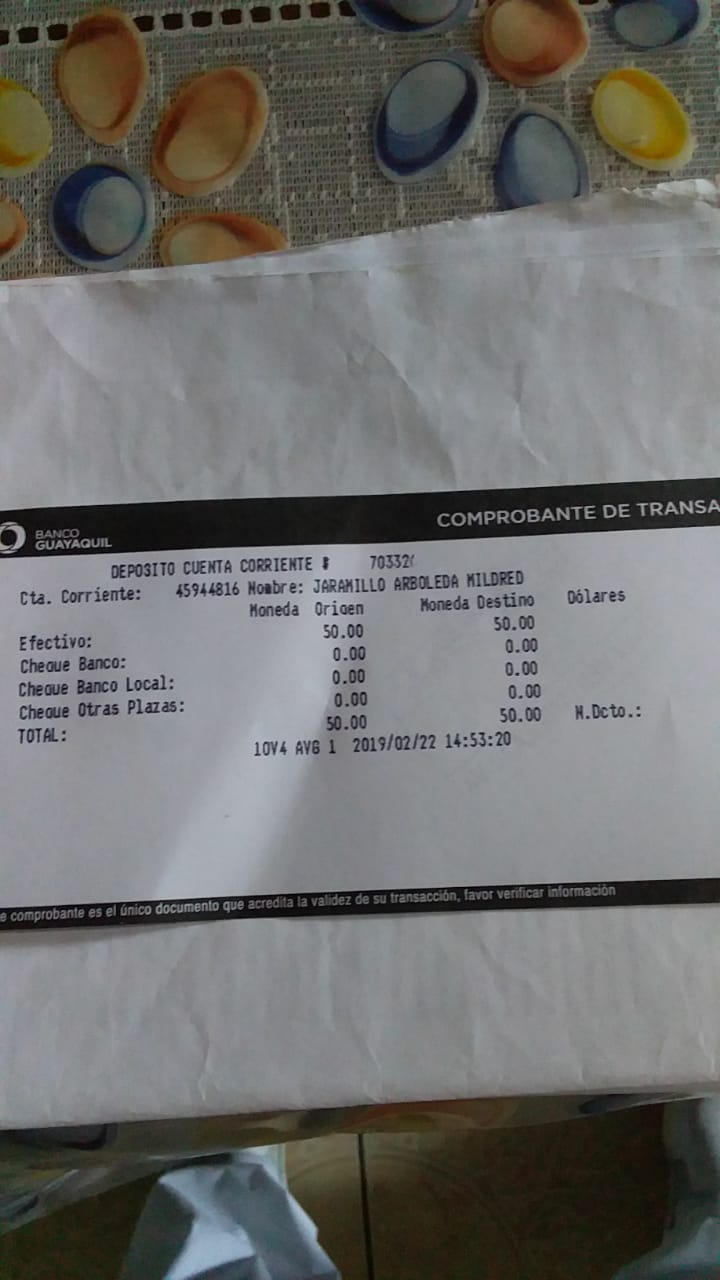 BANCO
GUAYAQUIL
COMPROBANTE DE TRANSA
DEPOSITO CUENTA CORRIENTE $ 70332
Cta. Corriente: 45944816 Nombre: JARAMILLO ARBOLEDA MILDRED
Moneda Origen Moneda Destino Dólares
Efectivo: 50.00 50.00
Cheque Banco: 0.00 0.00
Cheque Banco Local: 0.00 0.00
Cheque Otras Plazas: 0.00 0.00
TOTAL: 50.00 50.00 N.Dcto.:
10V4 AVG 1 2019/02/22 14:53:20
e comprobante es el único documento que acredita la validez de su transacción, favor verificar información